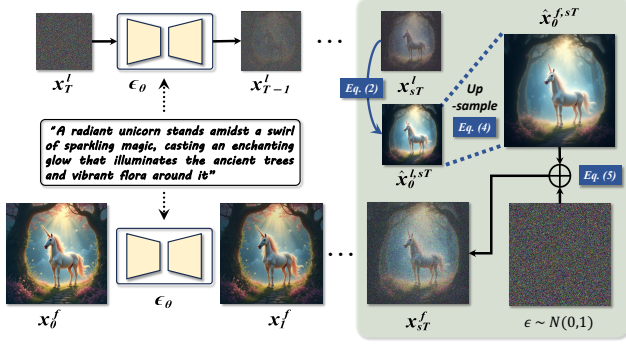 x̂_0^{f,sT}
x_T^l
ϵ_θ
x_{T-1}^l
...
x_{sT}^l
Eq. (2)
Up
-sample
Eq. (4)
x̂_0^{l,sT}
"A radiant unicorn stands amidst a swirl
of sparkling magic, casting an enchanting
glow that illuminates the ancient trees
and vibrant flora around it"
Eq. (5)
x_0^f
ϵ_θ
x_1^f
...
x_{sT}^f
ϵ ~ N(0,1)